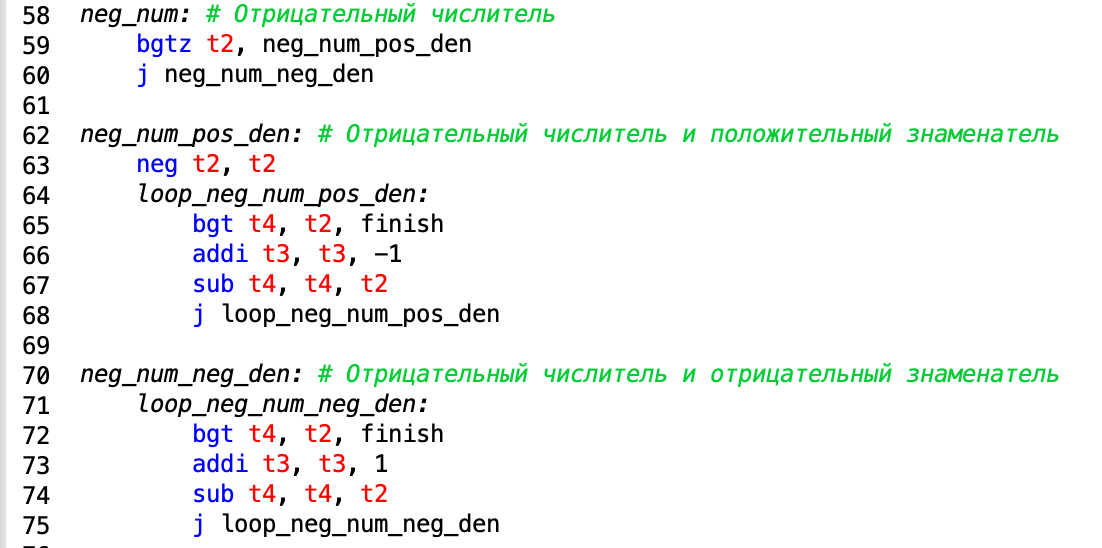 58 neg_num: # Отрицательный числитель
59     bgtz t2, neg_num_pos_den
60     j neg_num_neg_den
61
62 neg_num_pos_den: # Отрицательный числитель и положительный знаменатель
63     neg t2, t2
64     loop_neg_num_pos_den:
65         bgt t4, t2, finish
66         addi t3, t3, −1
67         sub t4, t4, t2
68         j loop_neg_num_pos_den
69
70 neg_num_neg_den: # Отрицательный числитель и отрицательный знаменатель
71     loop_neg_num_neg_den:
72         bgt t4, t2, finish
73         addi t3, t3, 1
74         sub t4, t4, t2
75         j loop_neg_num_neg_den